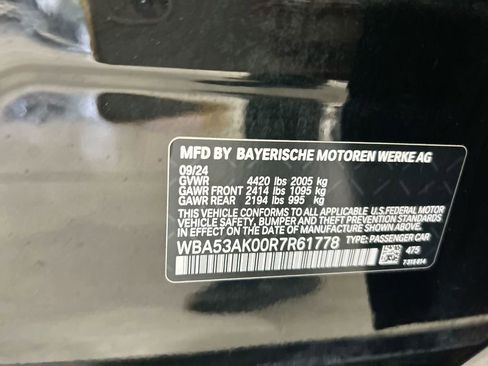 MFD BY BAYERISCHE MOTOREN WERKE AG
09/24
GVWR 4420 lbs 2005 kg
GAWR FRONT 2414 lbs 1095 kg
GAWR REAR 2194 lbs 995 kg
THIS VEHICLE CONFORMS TO ALL APPLICABLE U.S.FEDERAL MOTOR
VEHICLE SAFETY, BUMPER, AND THEFT PREVENTION STANDARDS
IN EFFECT ON THE DATE OF MANUFACTURE SHOWN ABOVE.
WBA53AK00R7R61778 TYPE: PASSENGER CAR
475